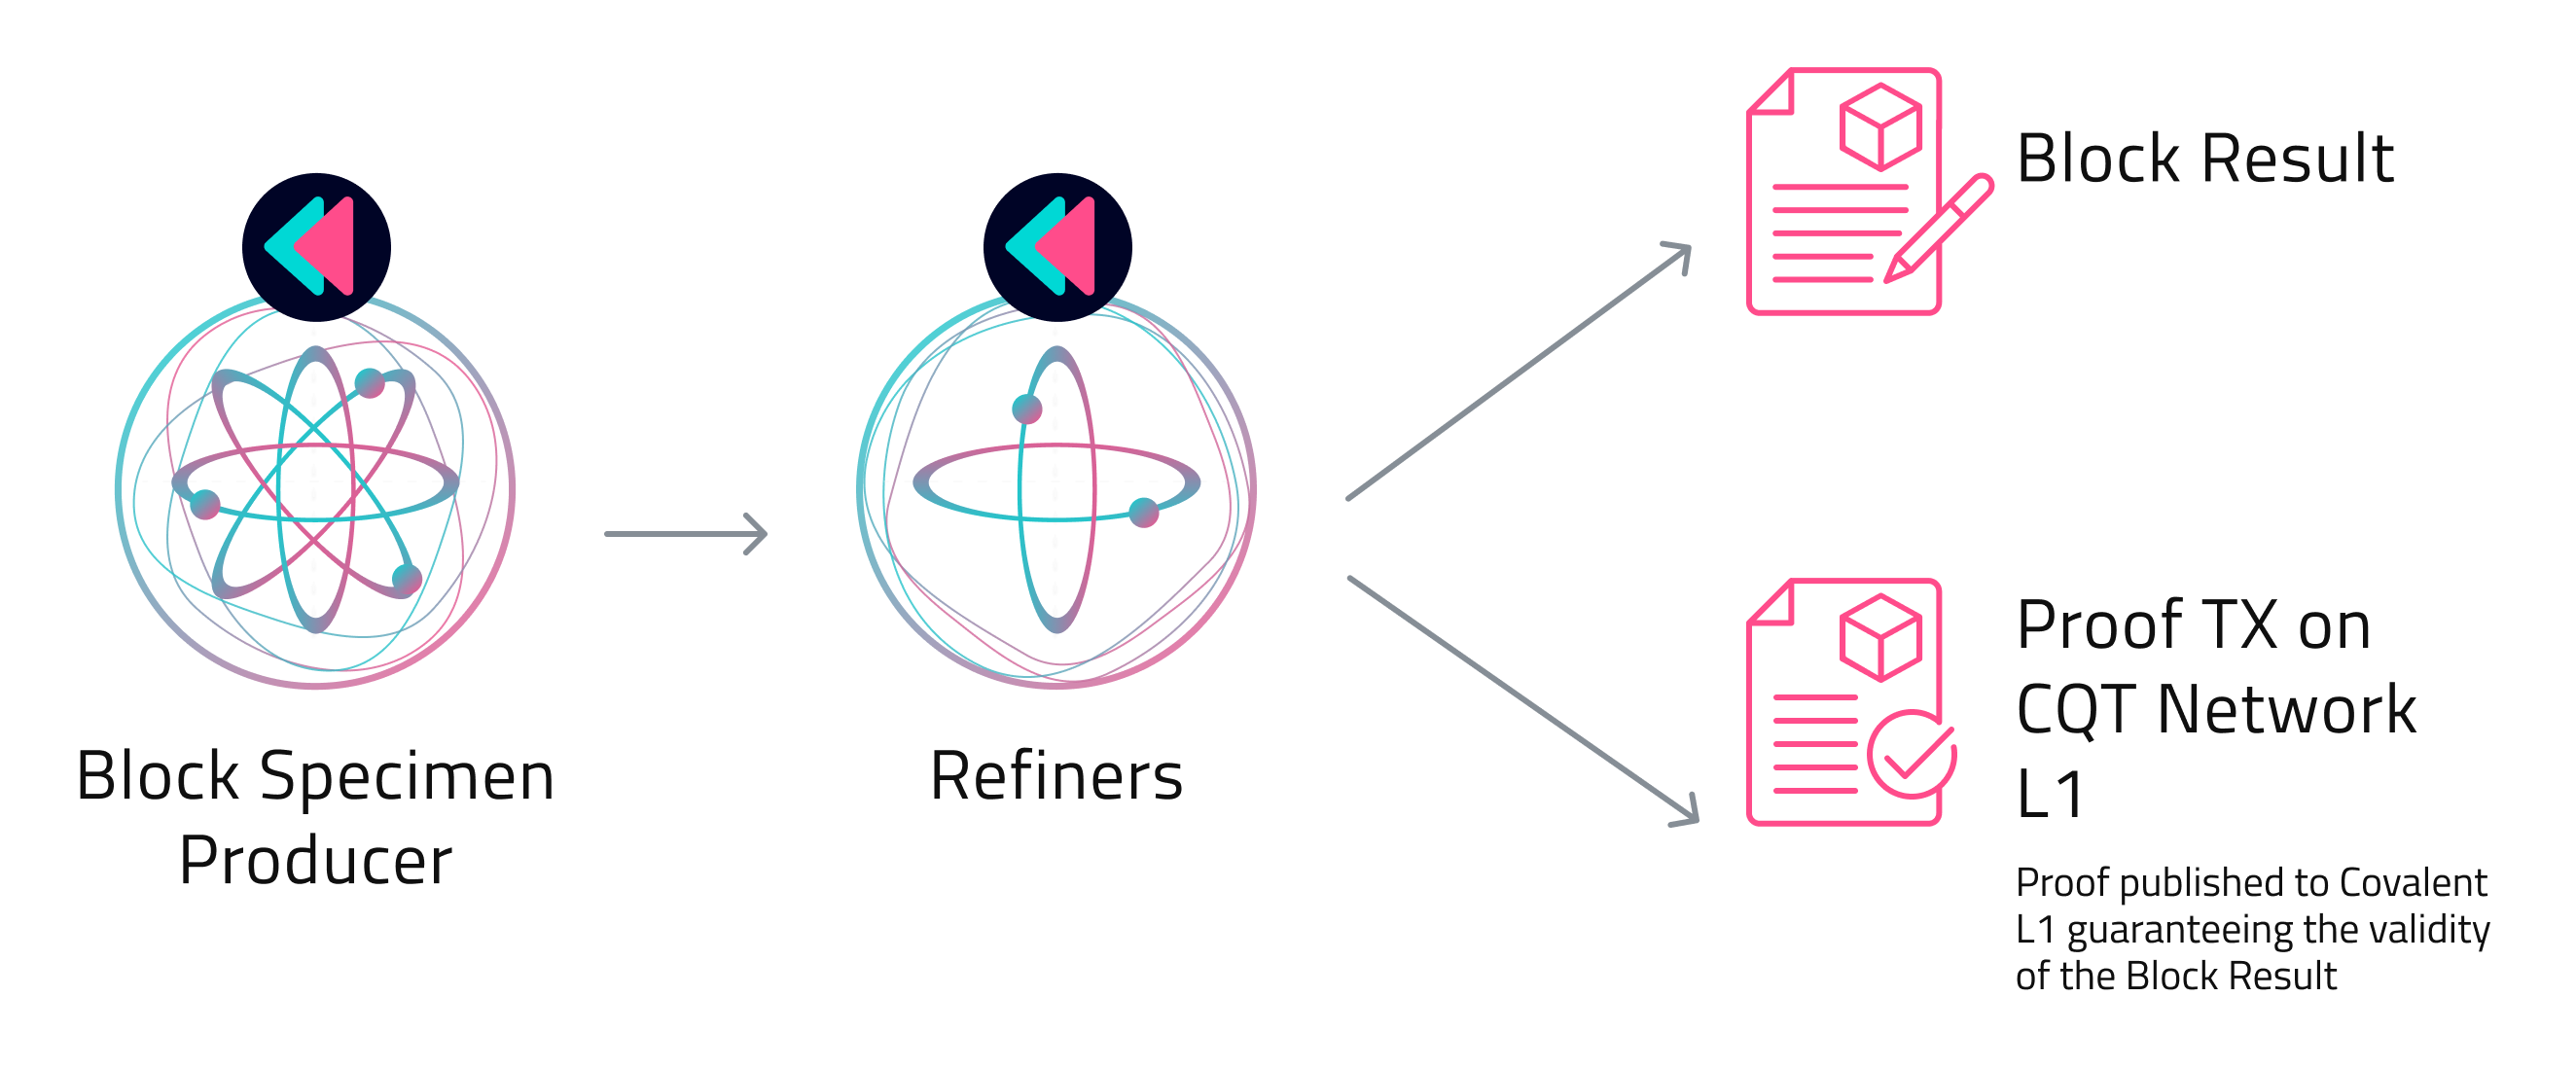 Block Specimen
Producer
Refiners
Block Result
Proof TX on
CQT Network
L1
Proof published to Covalent
L1 guaranteeing the validity
of the Block Result